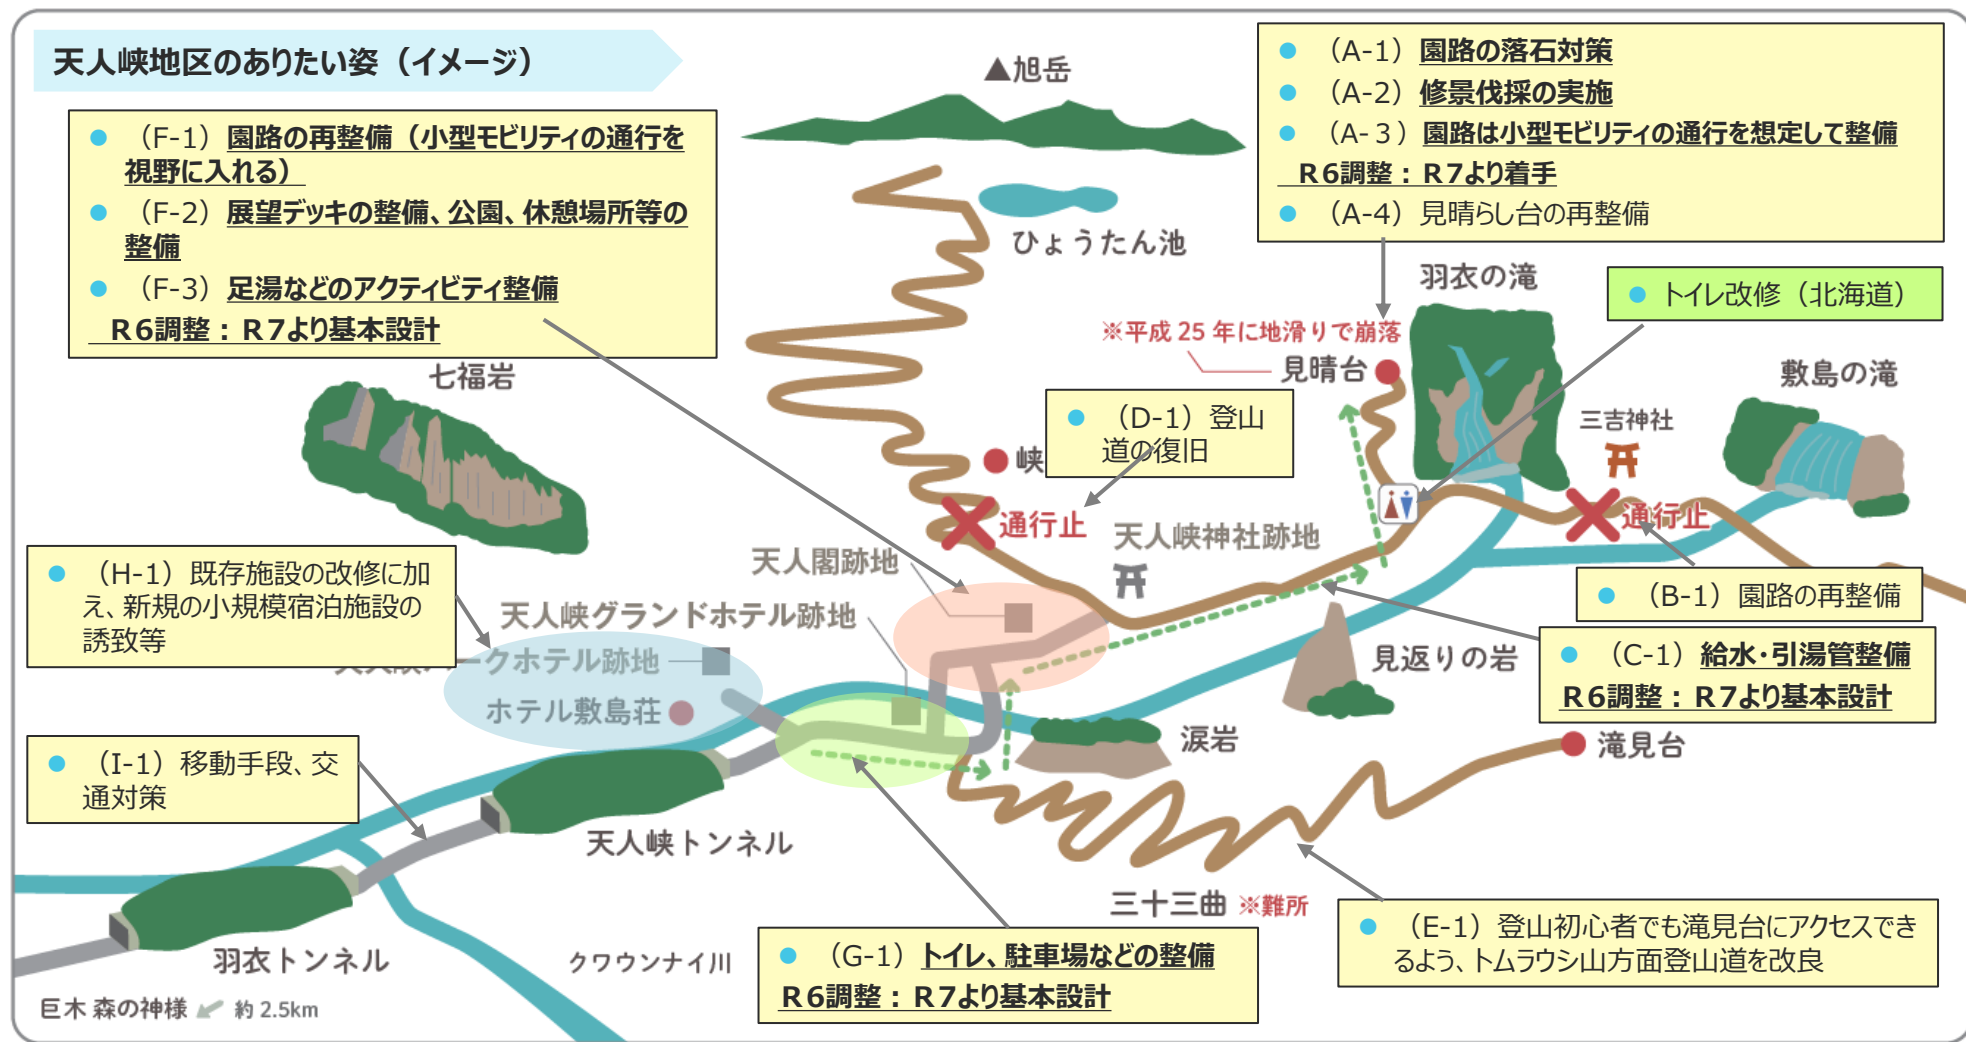 天人峡地区のありたい姿（イメージ）
● （F-1）園路の再整備（小型モビリティの通行を
視野に入れる）
● （F-2）展望デッキの整備、公園、休憩場所等の
整備
● （F-3）足湯などのアクティビティ整備
R6調整：R7より基本設計
▲旭岳
ひょうたん池
● （A-1）園路の落石対策
● （A-2）修景伐採の実施
● （A-３）園路は小型モビリティの通行を想定して整備
R6調整：R7より着手
● （A-4）見晴らし台の再整備
羽衣の滝
● トイレ改修（北海道）
※平成 25 年に地滑りで崩落
見晴台
敷島の滝
三吉神社
七福岩
● （D-1）登山
道の復旧
峡
通行止
通行止
天人峡神社跡地
天人閣跡地
天人峡グランドホテル跡地
● （H-1）既存施設の改修に加
え、新規の小規模宿泊施設の
誘致等
クホテル跡地
ホテル敷島荘
● （B-1）園路の再整備
見返りの岩
● （C-1）給水・引湯管整備
R6調整：R7より基本設計
涙岩
滝見台
● （I-1）移動手段、交
通対策
天人峡トンネル
三十三曲 ※難所
羽衣トンネル
クワウンナイ川
● （G-1）トイレ、駐車場などの整備
R6調整：R7より基本設計
● （E-1）登山初心者でも滝見台にアクセスでき
るよう、トムラウシ山方面登山道を改良
巨木 森の神様 約 2.5km